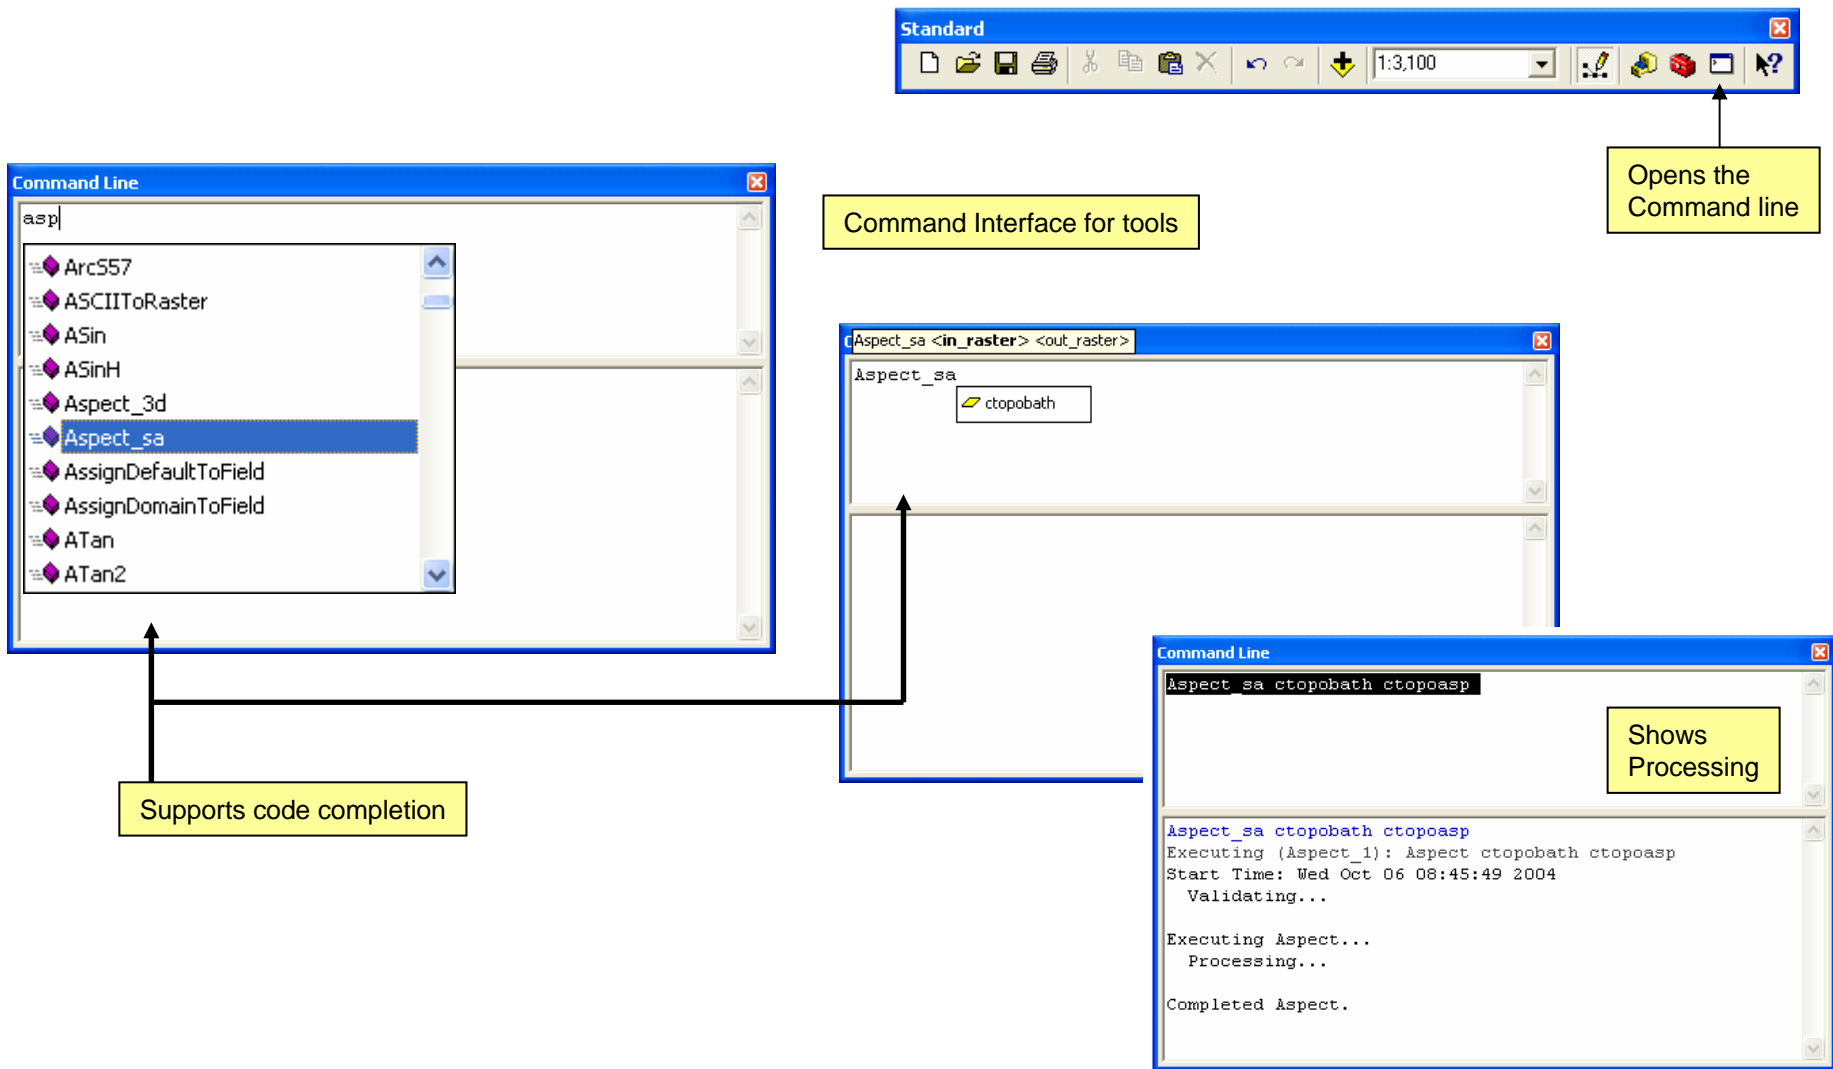 Standard
1:3,100
Opens the
Command line
Command Line
asp
ArcS57
ASCIIToRaster
ASin
ASinH
Aspect_3d
Aspect_sa
AssignDefaultToField
AssignDomainToField
ATan
ATan2
Command Interface for tools
Aspect_sa <in_raster> <out_raster>
Aspect_sa
ctopobath
Supports code completion
Command Line
Aspect_sa ctopobath ctopoasp
Shows
Processing
Aspect_sa ctopobath ctopoasp
Executing (Aspect_1): Aspect ctopobath ctopoasp
Start Time: Wed Oct 06 08:45:49 2004
Validating...
Executing Aspect...
Processing...
Completed Aspect.